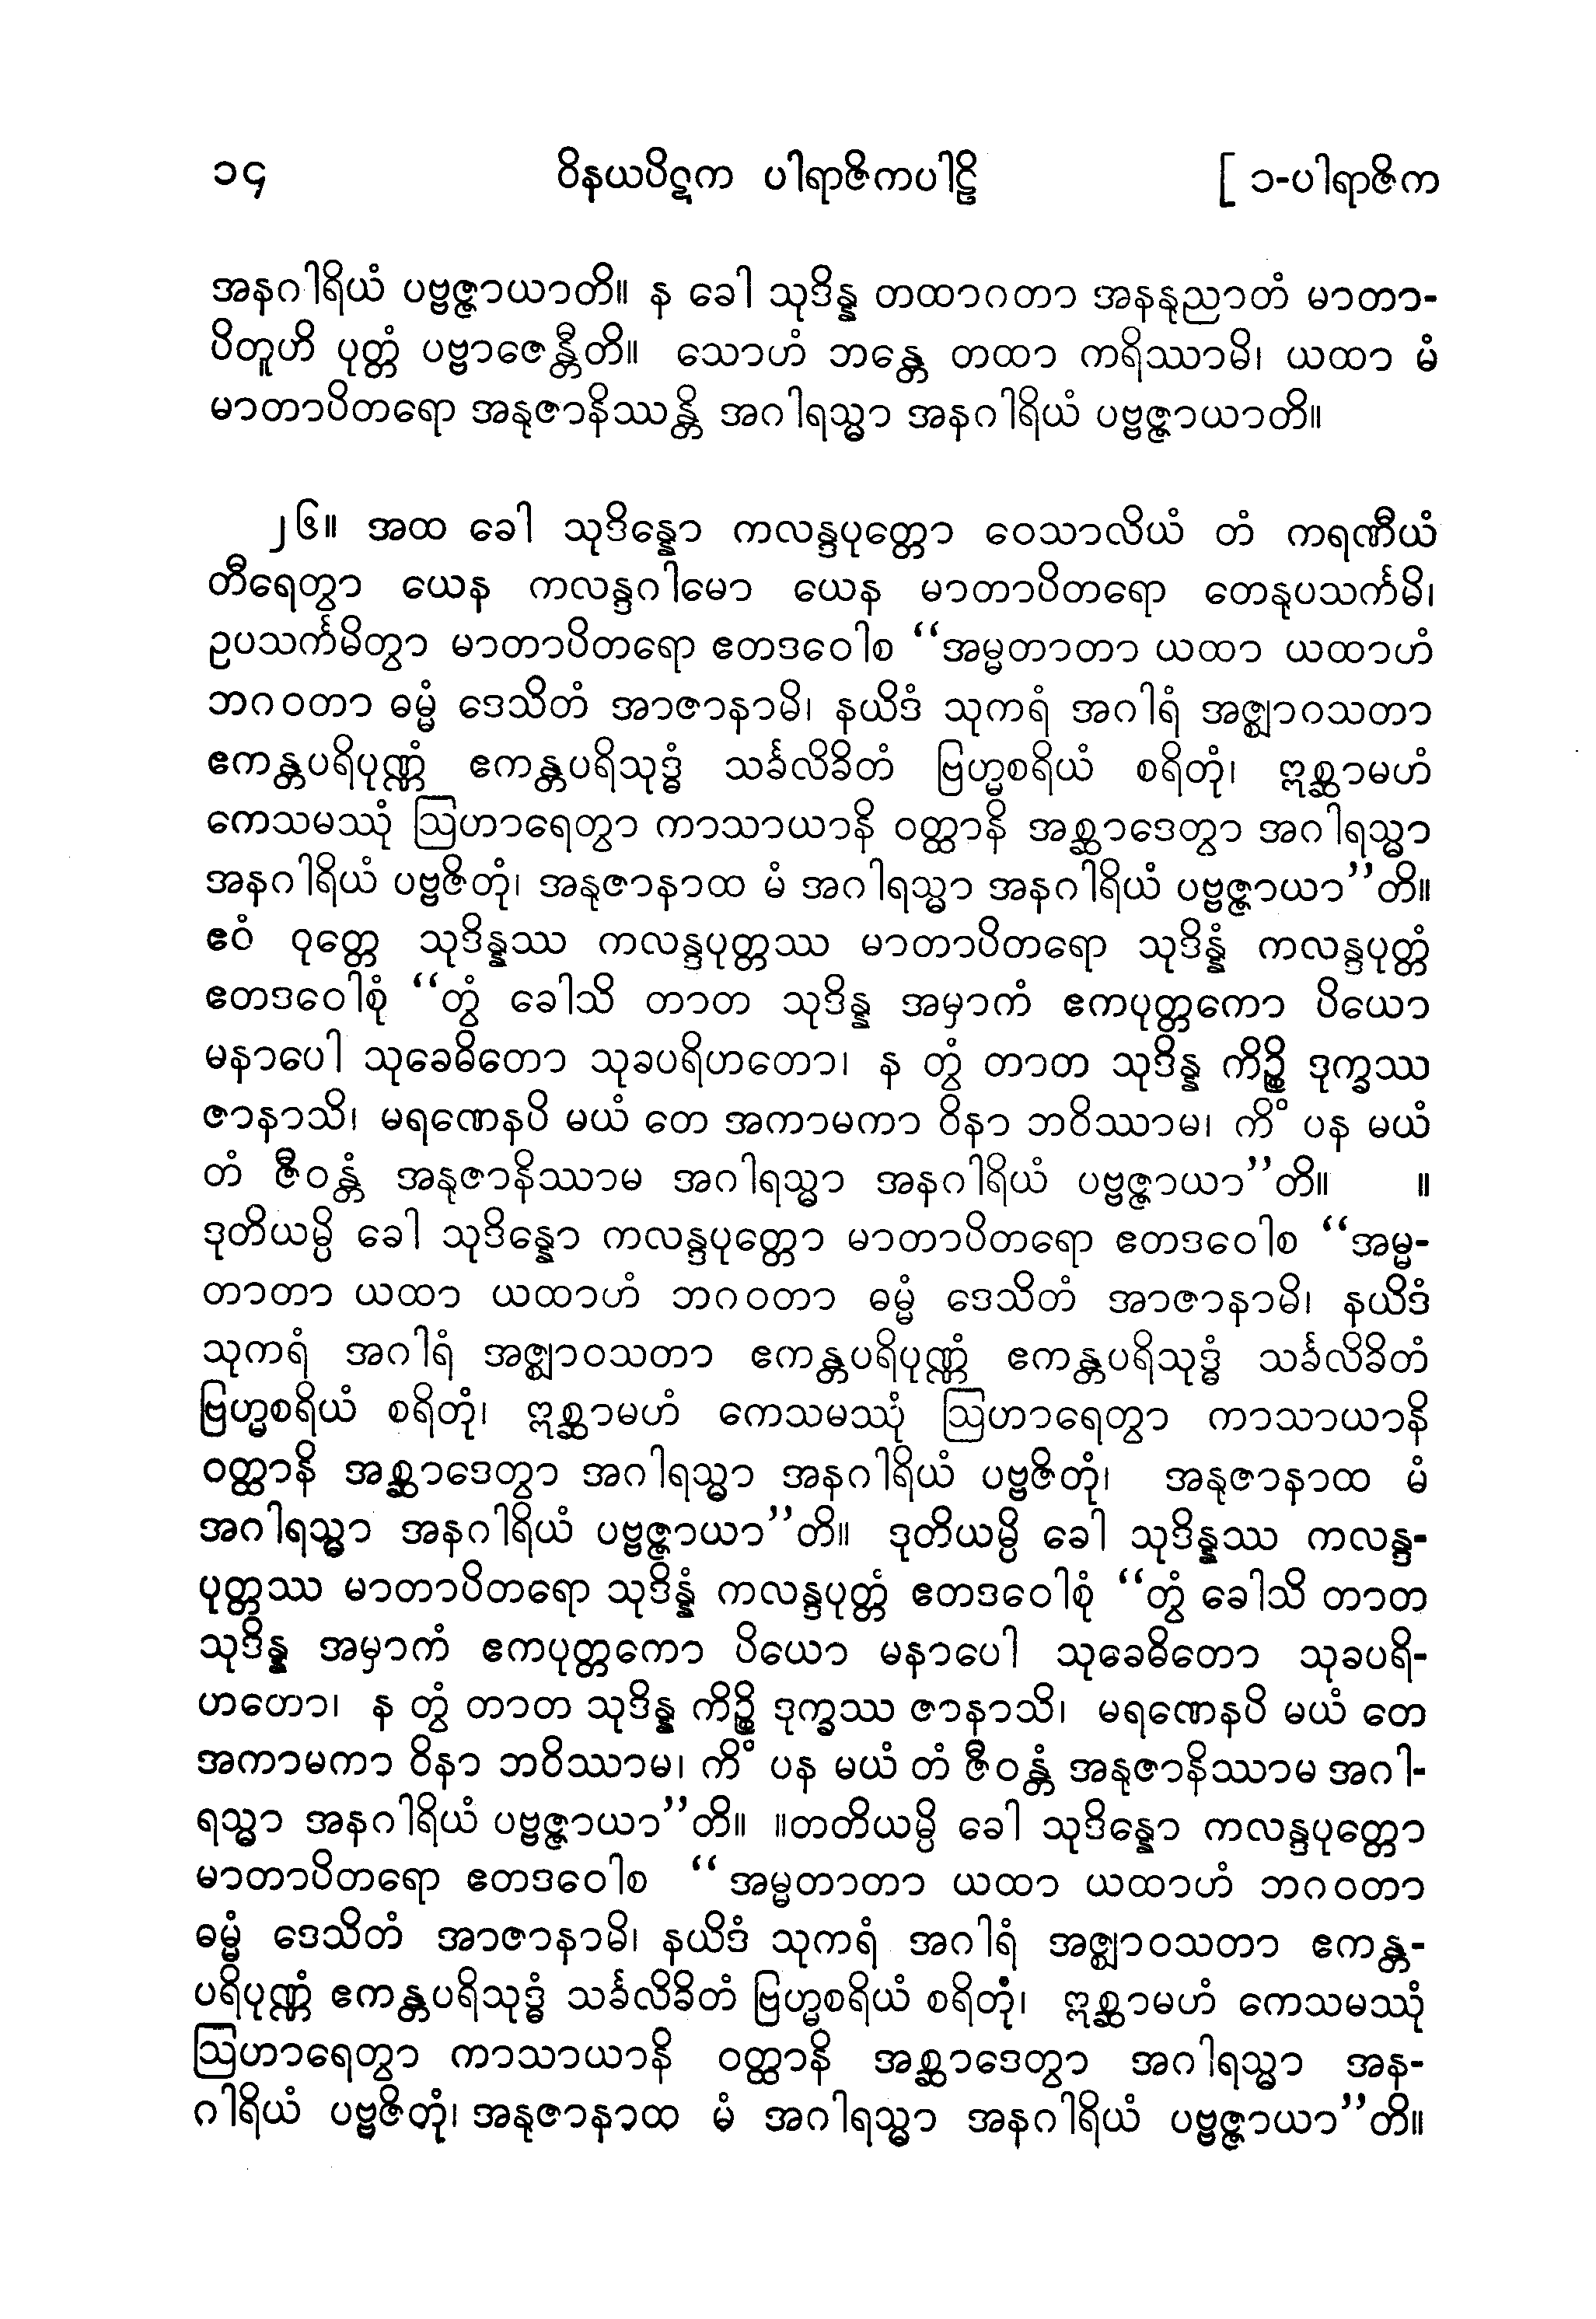 ၁၄ ဝိနယပိဋက ပါရာဇိကပါဠိ [ ၁-ပါရာဇိက
အနဂါရိယံ ပဗ္ဗဇ္ဇာယာတိ။ န ခေါ သုဒိန္န တထာဂတာ အနနုညာတံ မာတာ-
ပိတူဟိ ပုတ္တံ ပဗ္ဗာဇေန္တီတိ။ သောဟံ ဘန္တေ တထာ ကရိဿာမိ၊ ယထာ မံ
မာတာပိတရော အနုဇာနိဿန္တိ အဂါရသ္မာ အနဂါရိယံ ပဗ္ဗဇ္ဇာယာတိ။
၂၆။ အထ ခေါ သုဒိန္နော ကလန္ဒပုတ္တော ဝေသာလိယံ တံ ကရဏီယံ
တီရေတွာ ယေန ကလန္ဒဂါမော ယေန မာတာပိတရော တေနုပသင်္ကမိ၊
ဥပသင်္ကမိတွာ မာတာပိတရော ဧတဒဝေါစ “အမ္မတာတာ ယထာ ယထာဟံ
ဘဂဝတာ ဓမ္မံ ဒေသိတံ အာဇာနာမိ၊ နယိဒံ သုကရံ အဂါရံ အဇ္ဈာဝသတာ
ဧကန္တပရိပုဏ္ဏံ ဧကန္တပရိသုဒ္ဓံ သင်္ခလိခိတံ ဗြဟ္မစရိယံ စရိတုံ၊ ဣစ္ဆာမဟံ
ကေသမဿုံ ဩဟာရေတွာ ကာသာယာနိ ဝတ္ထာနိ အစ္ဆာဒေတွာ အဂါရသ္မာ
အနဂါရိယံ ပဗ္ဗဇိတုံ၊ အနုဇာနာထ မံ အဂါရသ္မာ အနဂါရိယံ ပဗ္ဗဇ္ဇာယာ”တိ။
ဧဝံ ဝုတ္တေ သုဒိန္နဿ ကလန္ဒပုတ္တဿ မာတာပိတရော သုဒိန္နံ ကလန္ဒပုတ္တံ
ဧတဒဝေါစုံ “တွံ ခေါသိ တာတ သုဒိန္န အမှာကံ ဧကပုတ္တကော ပိယော
မနာပေါ သုခေဓိတော သုခပရိဟတော၊ န တွံ တာတ သုဒိန္န ကိဉ္စိ ဒုက္ခဿ
ဇာနာသိ၊ မရဏေနပိ မယံ တေ အကာမကာ ဝိနာ ဘဝိဿာမ၊ ကိံ ပန မယံ
တံ ဇီဝန္တံ အနုဇာနိဿာမ အဂါရသ္မာ အနဂါရိယံ ပဗ္ဗဇ္ဇာယာ”တိ။ ။
ဒုတိယမ္ပိ ခေါ သုဒိန္နော ကလန္ဒပုတ္တော မာတာပိတရော ဧတဒဝေါစ “အမ္မ-
တာတာ ယထာ ယထာဟံ ဘဂဝတာ ဓမ္မံ ဒေသိတံ အာဇာနာမိ၊ နယိဒံ
သုကရံ အဂါရံ အဇ္ဈာဝသတာ ဧကန္တပရိပုဏ္ဏံ ဧကန္တပရိသုဒ္ဓံ သင်္ခလိခိတံ
ဗြဟ္မစရိယံ စရိတုံ၊ ဣစ္ဆာမဟံ ကေသမဿုံ ဩဟာရေတွာ ကာသာယာနိ
ဝတ္ထာနိ အစ္ဆာဒေတွာ အဂါရသ္မာ အနဂါရိယံ ပဗ္ဗဇိတုံ၊ အနုဇာနာထ မံ
အဂါရသ္မာ အနဂါရိယံ ပဗ္ဗဇ္ဇာယာ”တိ။ ဒုတိယမ္ပိ ခေါ သုဒိန္နဿ ကလန္ဒ-
ပုတ္တဿ မာတာပိတရော သုဒိန္နံ ကလန္ဒပုတ္တံ ဧတဒဝေါစုံ “တွံ ခေါသိ တာတ
သုဒိန္န အမှာကံ ဧကပုတ္တကော ပိယော မနာပေါ သုခေဓိတော သုခပရိ-
ဟတော၊ န တွံ တာတ သုဒိန္န ကိဉ္စိ ဒုက္ခဿ ဇာနာသိ၊ မရဏေနပိ မယံ တေ
အကာမကာ ဝိနာ ဘဝိဿာမ၊ ကိံ ပန မယံ တံ ဇီဝန္တံ အနုဇာနိဿာမ အဂါ-
ရသ္မာ အနဂါရိယံ ပဗ္ဗဇ္ဇာယာ”တိ။ ။တတိယမ္ပိ ခေါ သုဒိန္နော ကလန္ဒပုတ္တော
မာတာပိတရော ဧတဒဝေါစ “အမ္မတာတာ ယထာ ယထာဟံ ဘဂဝတာ
ဓမ္မံ ဒေသိတံ အာဇာနာမိ၊ နယိဒံ သုကရံ အဂါရံ အဇ္ဈာဝသတာ ဧကန္တ-
ပရိပုဏ္ဏံ ဧကန္တပရိသုဒ္ဓံ သင်္ခလိခိတံ ဗြဟ္မစရိယံ စရိတုံ၊ ဣစ္ဆာမဟံ ကေသမဿုံ
ဩဟာရေတွာ ကာသာယာနိ ဝတ္ထာနိ အစ္ဆာဒေတွာ အဂါရသ္မာ အန-
ဂါရိယံ ပဗ္ဗဇိတုံ၊ အနုဇာနာထ မံ အဂါရသ္မာ အနဂါရိယံ ပဗ္ဗဇ္ဇာယာ”တိ။